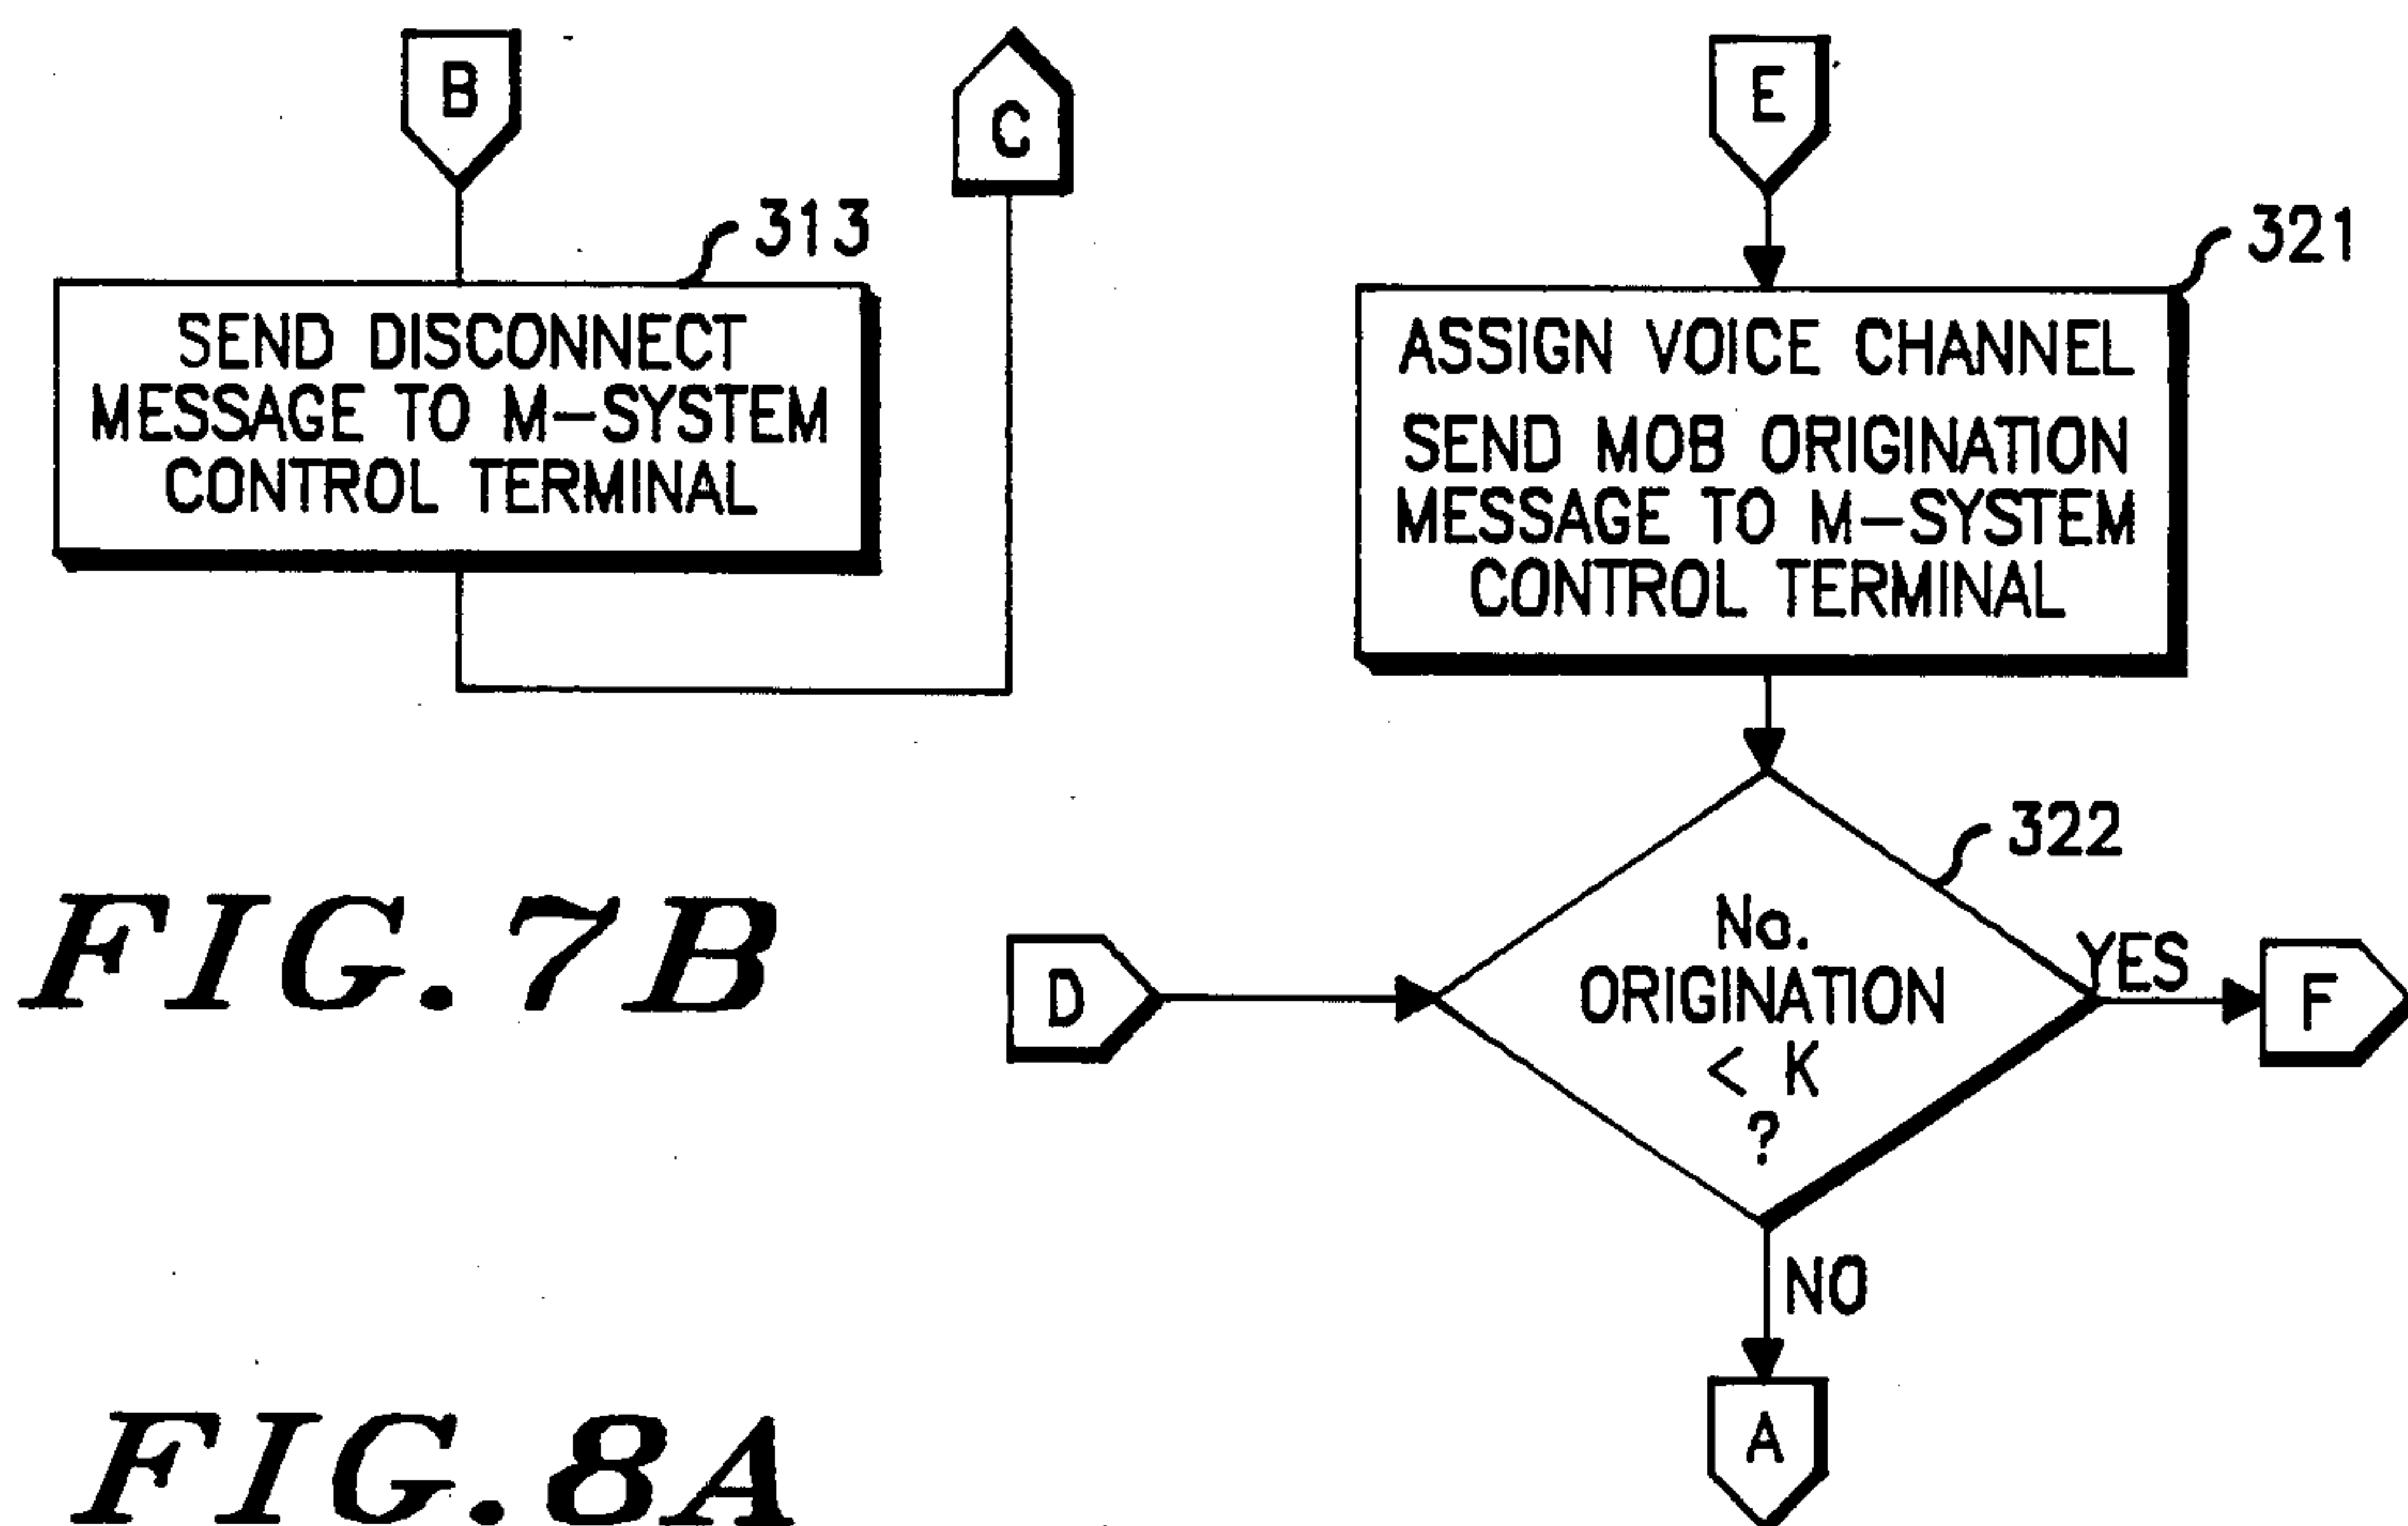 B
C
313
SEND DISCONNECT
MESSAGE TO M-SYSTEM
CONTROL TERMINAL
FIG. 7B
E
321
ASSIGN VOICE CHANNEL
SEND MOB ORIGINATION
MESSAGE TO M-SYSTEM
CONTROL TERMINAL
322
D
No.
ORIGINATION
< K
?
YES
F
NO
A
FIG. 8A